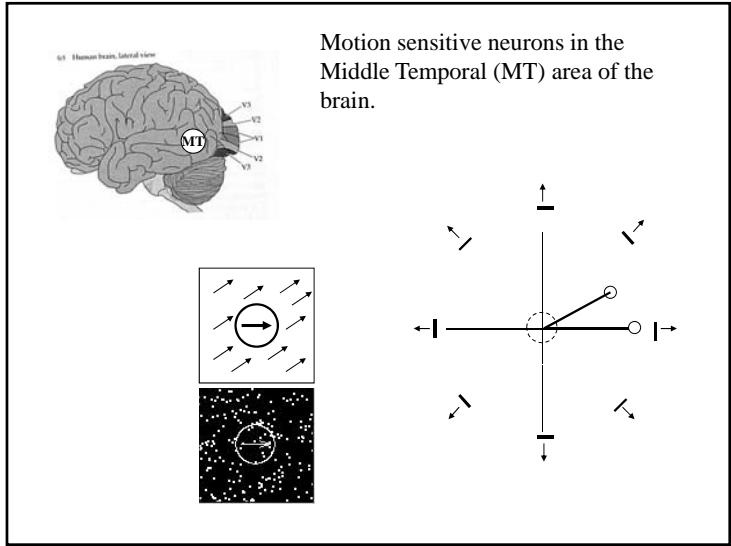 Motion sensitive neurons in the
Middle Temporal (MT) area of the
brain.
Human brain, lateral view
V3
V2
V1
MT
V2
V3